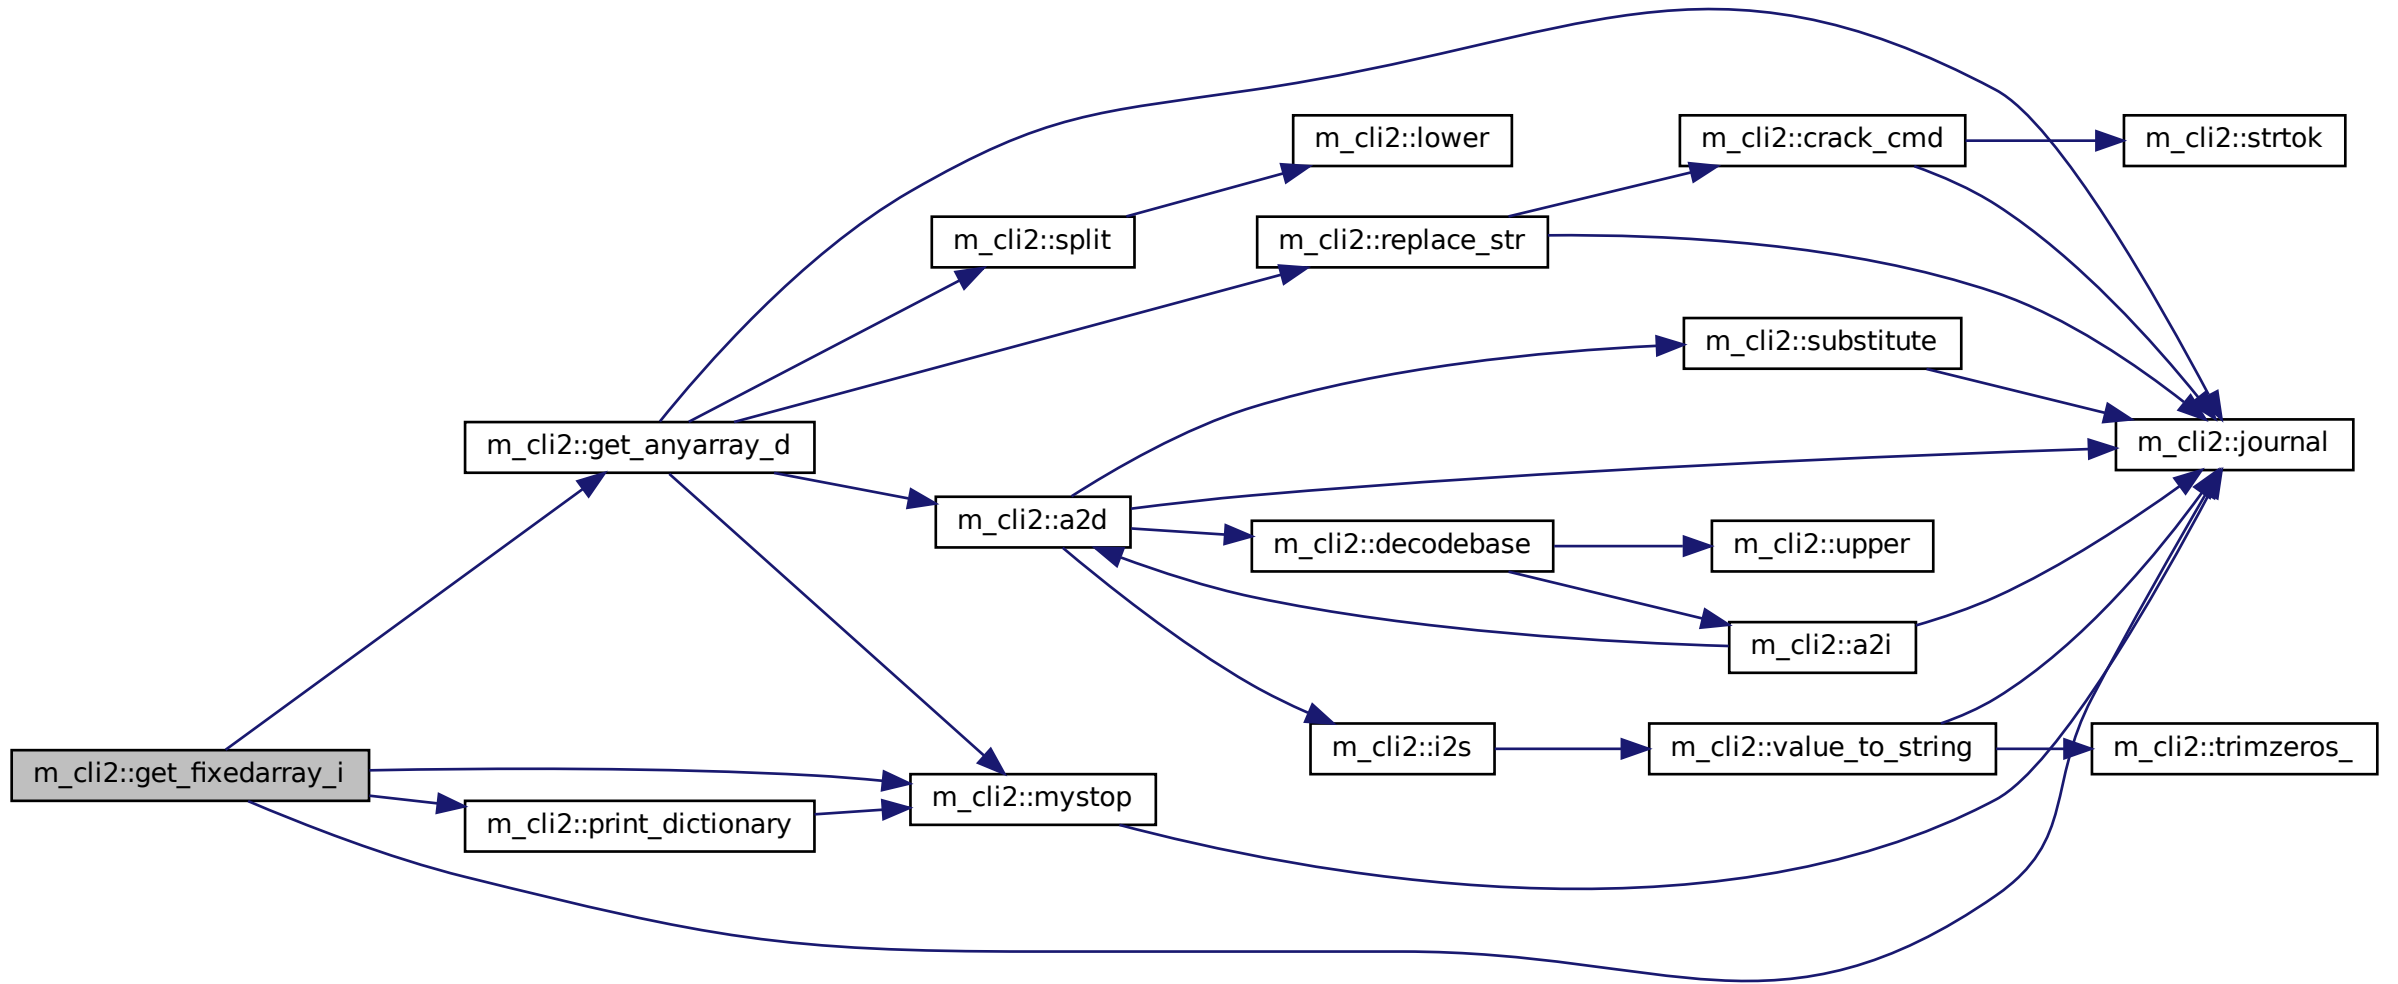 m_cli2::lower
m_cli2::crack_cmd
m_cli2::strtok
m_cli2::split
m_cli2::replace_str
m_cli2::substitute
m_cli2::get_anyarray_d
m_cli2::journal
m_cli2::a2d
m_cli2::decodebase
m_cli2::upper
m_cli2::a2i
m_cli2::i2s
m_cli2::value_to_string
m_cli2::trimzeros_
m_cli2::get_fixedarray_i
m_cli2::mystop
m_cli2::print_dictionary